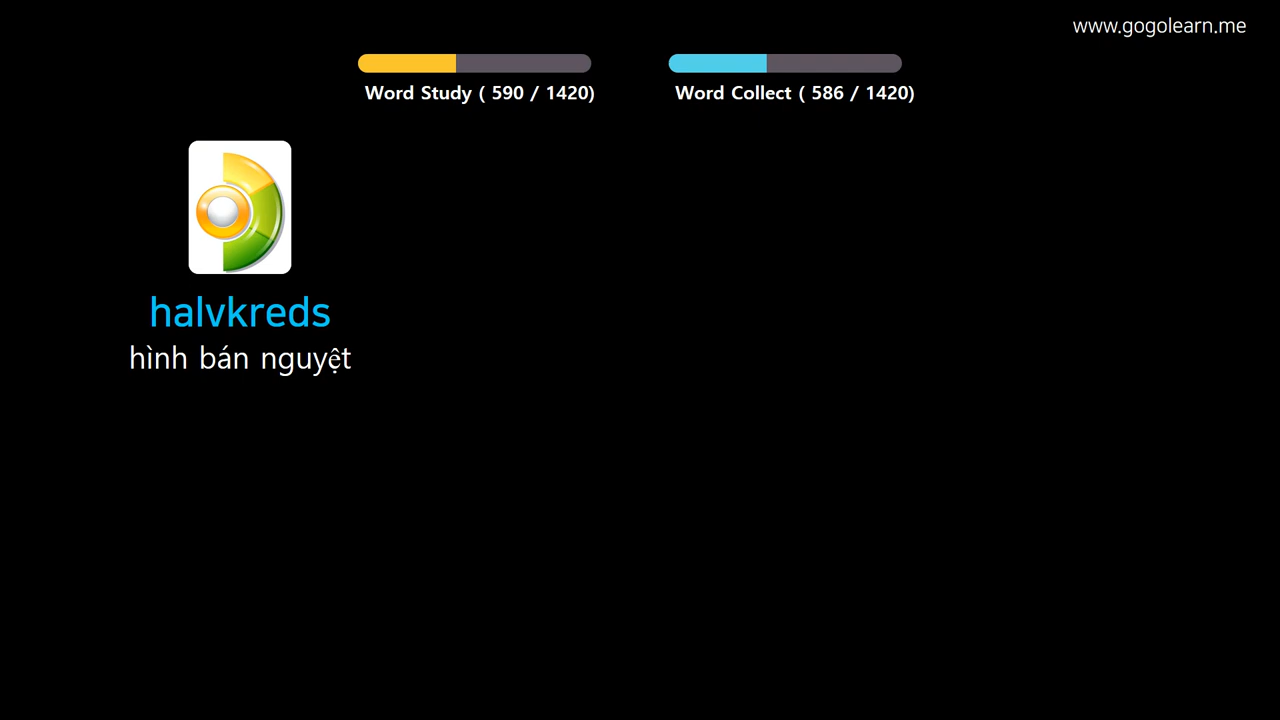 www.gogolearn.me
Word Study ( 590 / 1420)
Word Collect ( 586 / 1420)
halvkreds
hình bán nguyệt